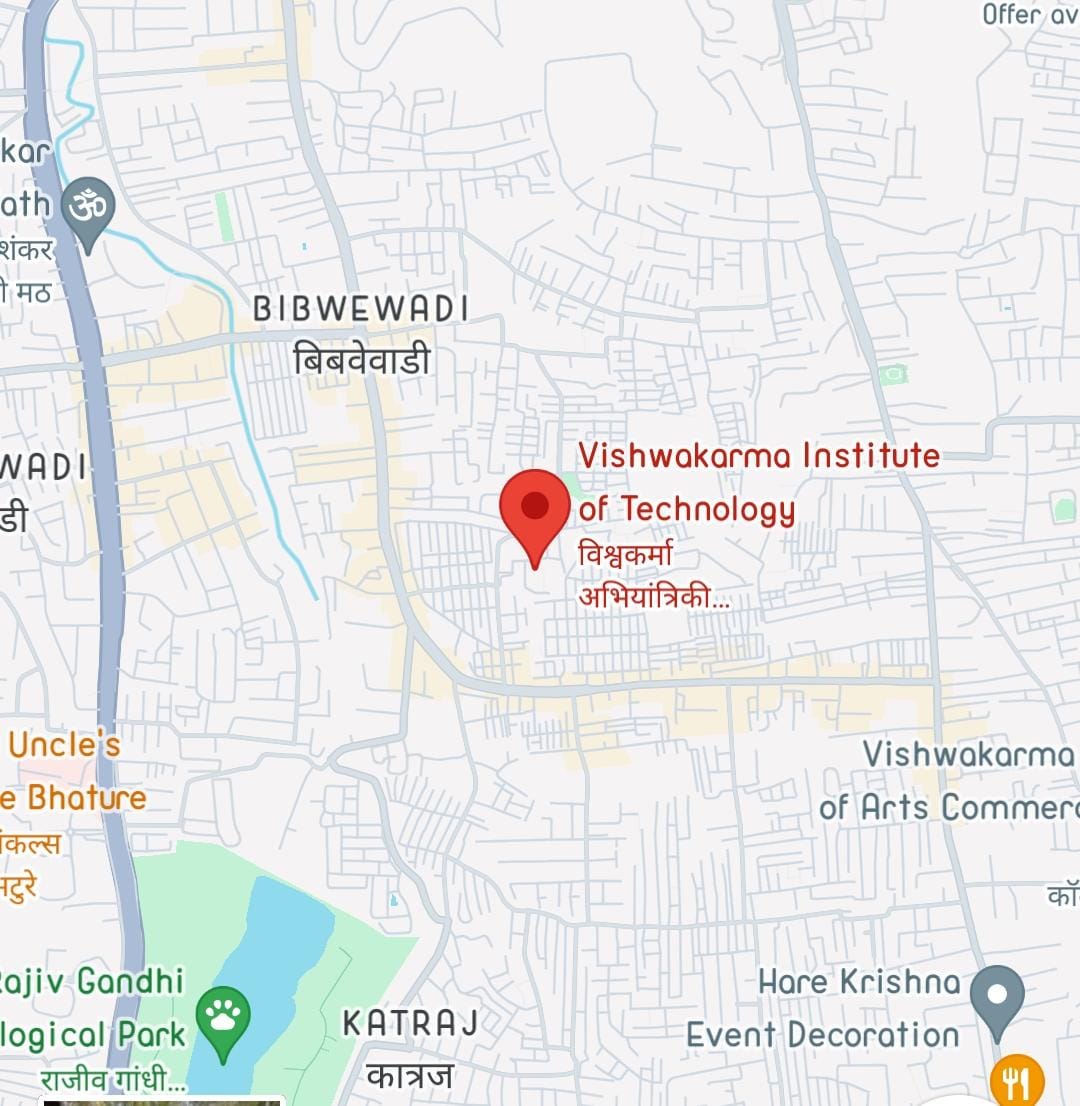 Offer av
kar
ath
शंकर
ी मठ
BIBWEWADI
बिबवेवाडी
WADI
डी
Vishwakarma Institute
of Technology
विश्वकर्मा
अभियांत्रिकी...
Uncle's
e Bhature
ंकल्स
भटुरे
Vishwakarma
of Arts Commerc
कॉ
Rajiv Gandhi
logical Park
राजीव गांधी...
KATRAJ
कात्रज
Hare Krishna
Event Decoration